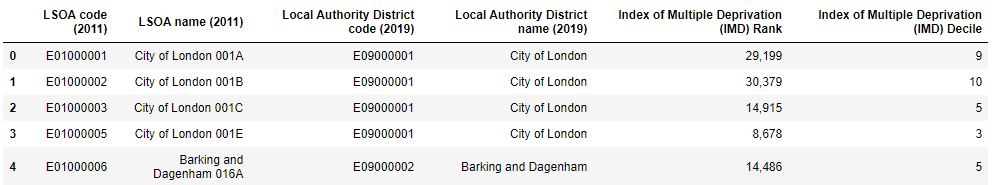 LSOA code (2011) LSOA name (2011) Local Authority District code (2019) Local Authority District name (2019) Index of Multiple Deprivation (IMD) Rank Index of Multiple Deprivation (IMD) Decile
0 E01000001 City of London 001A E09000001 City of London 29,199 9
1 E01000002 City of London 001B E09000001 City of London 30,379 10
2 E01000003 City of London 001C E09000001 City of London 14,915 5
3 E01000005 City of London 001E E09000001 City of London 8,678 3
4 E01000006 Barking and Dagenham 016A E09000002 Barking and Dagenham 14,486 5